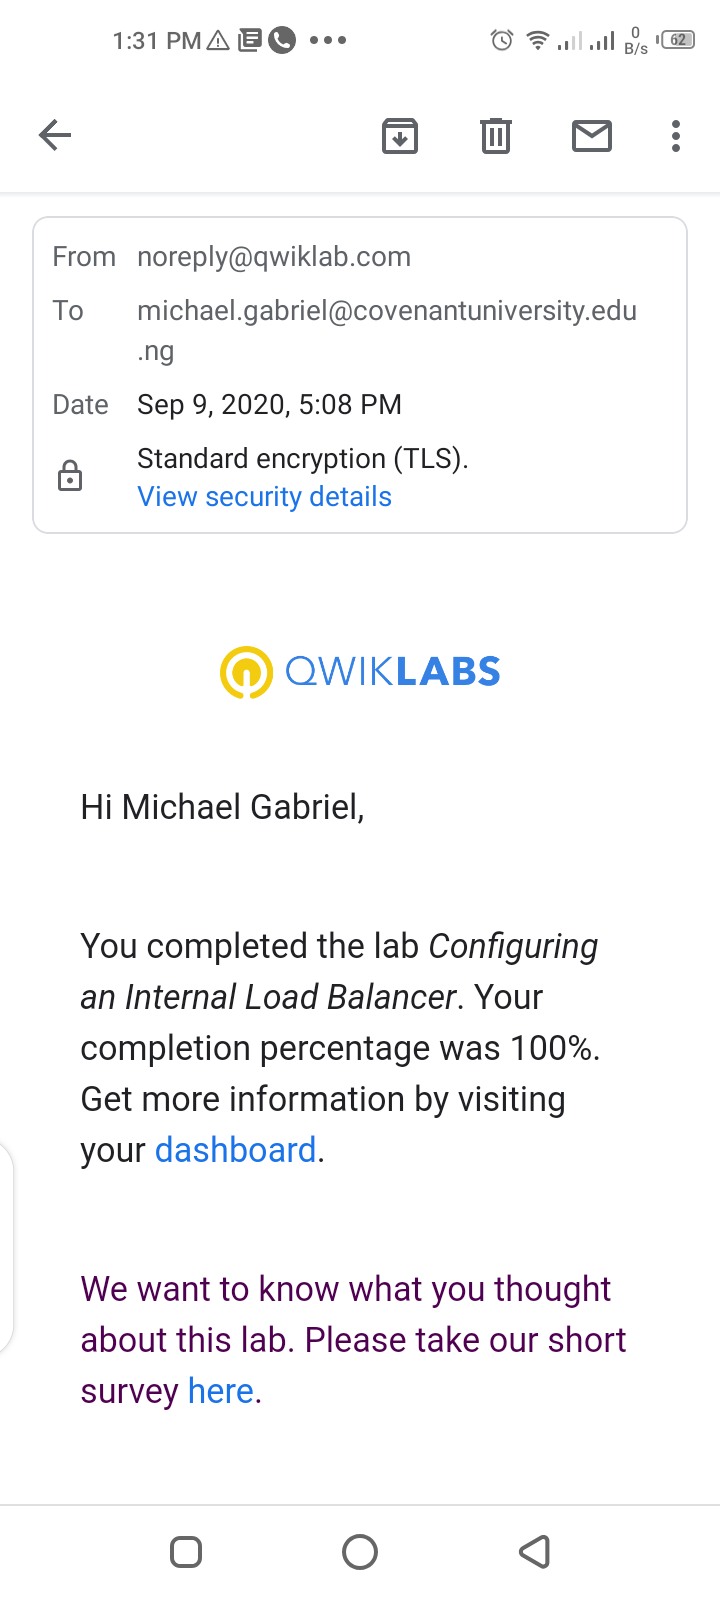 1:31 PM
0
B/s
62
From noreply@qwiklab.com
To michael.gabriel@covenantuniversity.edu
.ng
Date Sep 9, 2020, 5:08 PM
Standard encryption (TLS).
View security details
QWIKLABS
Hi Michael Gabriel,
You completed the lab Configuring
an Internal Load Balancer. Your
completion percentage was 100%.
Get more information by visiting
your dashboard.
We want to know what you thought
about this lab. Please take our short
survey here.